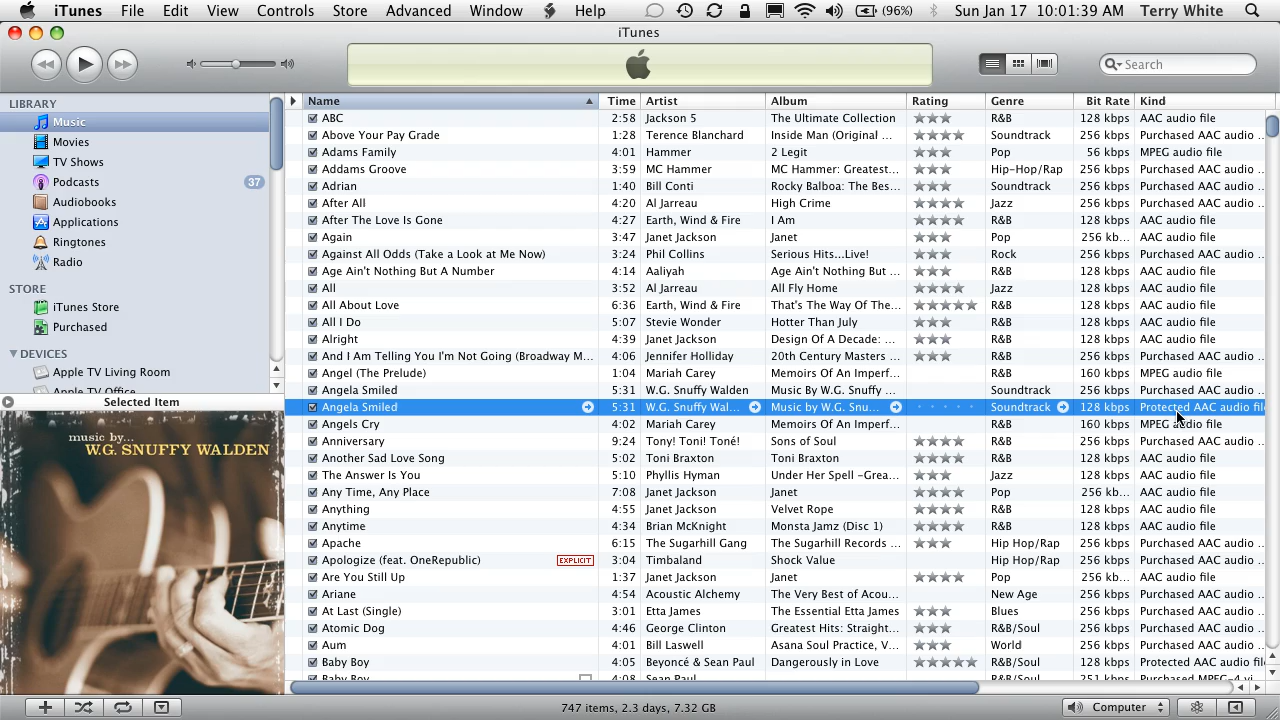 iTunes File Edit View Controls Store Advanced Window Help (96%) Sun Jan 17 10:01:39 AM Terry White
iTunes
Search
LIBRARY
Music
Movies
TV Shows
Podcasts 37
Audiobooks
Applications
Ringtones
Radio
STORE
iTunes Store
Purchased
DEVICES
Apple TV Living Room
Apple TV Office
Selected Item
music by...
W.G. SNUFFY WALDEN
Name Time Artist Album Rating Genre Bit Rate Kind
ABC 2:58 Jackson 5 The Ultimate Collection R&B 128 kbps AAC audio file
Above Your Pay Grade 1:28 Terence Blanchard Inside Man (Original ... Soundtrack 256 kbps Purchased AAC audio ...
Adams Family 4:01 Hammer 2 Legit Pop 56 kbps MPEG audio file
Addams Groove 3:59 MC Hammer MC Hammer: Greatest... Hip-Hop/Rap 256 kbps Purchased AAC audio ...
Adrian 1:40 Bill Conti Rocky Balboa: The Bes... Soundtrack 256 kbps Purchased AAC audio ...
After All 4:20 Al Jarreau High Crime Jazz 256 kbps Purchased AAC audio ...
After The Love Is Gone 4:27 Earth, Wind & Fire I Am R&B 128 kbps AAC audio file
Again 3:47 Janet Jackson Janet Pop 256 kb... AAC audio file
Against All Odds (Take a Look at Me Now) 3:24 Phil Collins Serious Hits...Live! Rock 256 kbps Purchased AAC audio ...
Age Ain't Nothing But A Number 4:14 Aaliyah Age Ain't Nothing But ... R&B 128 kbps AAC audio file
All 3:52 Al Jarreau All Fly Home Jazz 256 kbps Purchased AAC audio ...
All About Love 6:36 Earth, Wind & Fire That's The Way Of The... R&B 128 kbps AAC audio file
All I Do 5:07 Stevie Wonder Hotter Than July R&B 128 kbps AAC audio file
Alright 4:39 Janet Jackson Design Of A Decade: ... R&B 128 kbps AAC audio file
And I Am Telling You I'm Not Going (Broadway M... 4:06 Jennifer Holliday 20th Century Masters ... R&B 256 kbps Purchased AAC audio ...
Angel (The Prelude) 1:04 Mariah Carey Memoirs Of An Imperf... R&B 160 kbps MPEG audio file
Angela Smiled 5:31 W.G. Snuffy Walden Music By W.G. Snuffy ... Soundtrack 256 kbps Purchased AAC audio ...
Angela Smiled 5:31 W.G. Snuffy Wal... Music by W.G. Snu... Soundtrack 128 kbps Protected AAC audio file
Angels Cry 4:02 Mariah Carey Memoirs Of An Imperf... R&B 160 kbps MPEG audio file
Anniversary 9:24 Tony! Toni! Toné! Sons of Soul R&B 256 kbps Purchased AAC audio ...
Another Sad Love Song 5:02 Toni Braxton Toni Braxton R&B 128 kbps AAC audio file
The Answer Is You 5:10 Phyllis Hyman Under Her Spell -Grea... Jazz 256 kbps Purchased AAC audio ...
Any Time, Any Place 7:08 Janet Jackson Janet Pop 256 kb... AAC audio file
Anything 4:55 Janet Jackson Velvet Rope R&B 128 kbps AAC audio file
Anytime 4:34 Brian McKnight Monsta Jamz (Disc 1) R&B 128 kbps AAC audio file
Apache 6:15 The Sugarhill Gang The Sugarhill Records ... Hip Hop/Rap 256 kbps Purchased AAC audio ...
Apologize (feat. OneRepublic) EXPLICIT 3:04 Timbaland Shock Value Hip Hop/Rap 256 kbps Purchased AAC audio ...
Are You Still Up 1:37 Janet Jackson Janet Pop 256 kb... AAC audio file
Ariane 4:54 Acoustic Alchemy The Very Best of Acou... New Age 256 kbps Purchased AAC audio ...
At Last (Single) 3:01 Etta James The Essential Etta James Blues 256 kbps Purchased AAC audio ...
Atomic Dog 4:46 George Clinton Greatest Hits: Straight... R&B/Soul 256 kbps Purchased AAC audio ...
Aum 4:01 Bill Laswell Asana Soul Practice, V... World 256 kbps Purchased AAC audio ...
Baby Boy 4:05 Beyoncé & Sean Paul Dangerously in Love R&B/Soul 128 kbps Protected AAC audio file
Baby Boy 4:08 Sean Paul R&B/Soul 251 kbps Purchased MPEG-4 vi...
747 items, 2.3 days, 7.32 GB
Computer